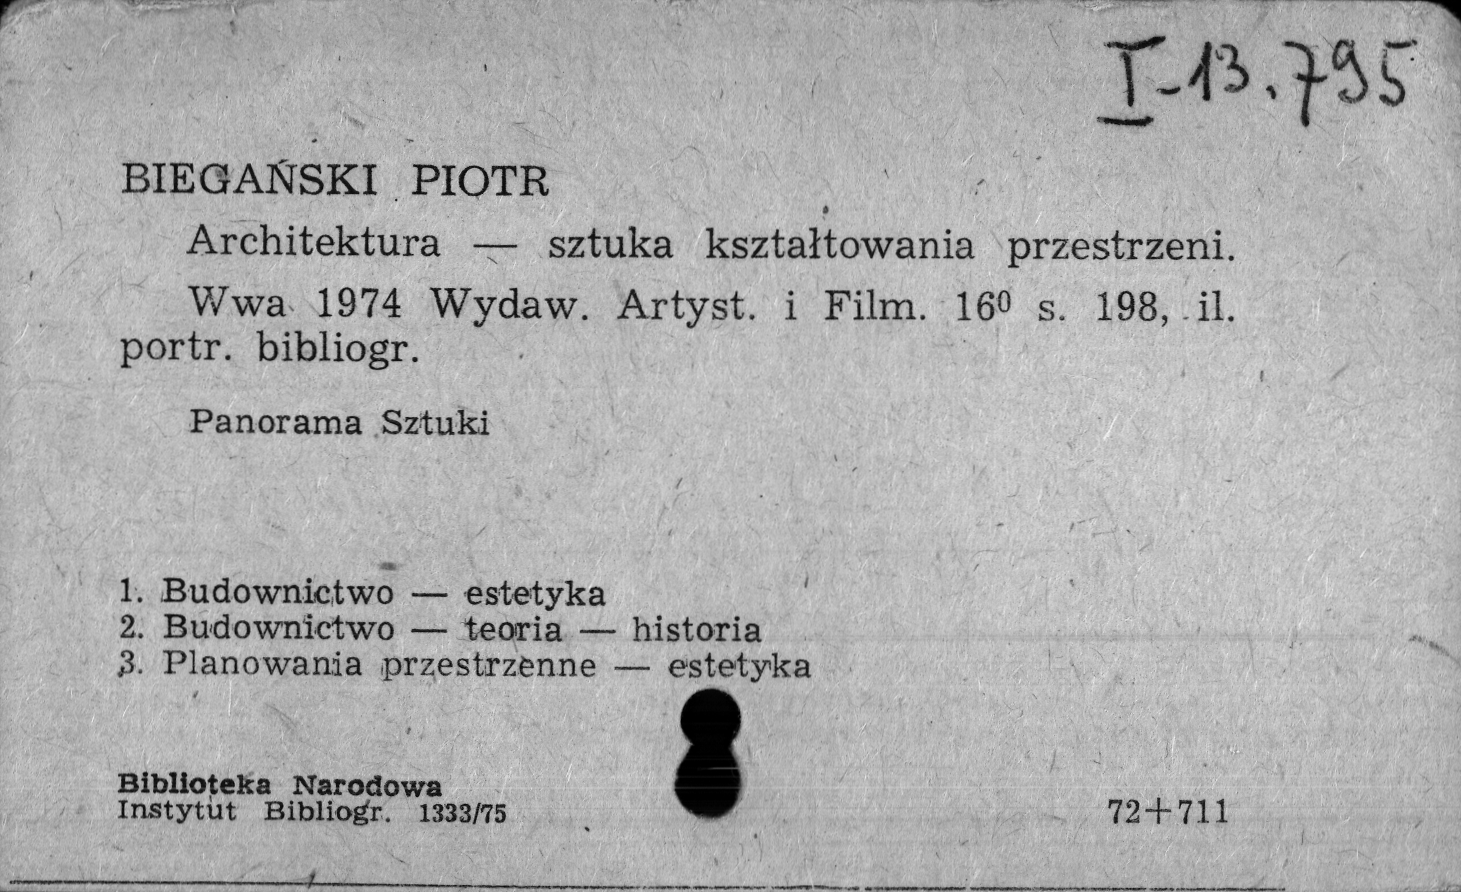 I-13.795
BIEGAŃSKI PIOTR
Architektura — sztuka kształtowania przestrzeni.
Wwa 1974 Wydaw. Artyst. i Film. 16⁰ s. 198, il.
portr. bibliogr.
Panorama Sztuki
1. Budownictwo — estetyka
2. Budownictwo — teoria — historia
3. Planowania przestrzenne — estetyka
Biblioteka Narodowa
Instytut Bibliogr. 1333/75
72+711